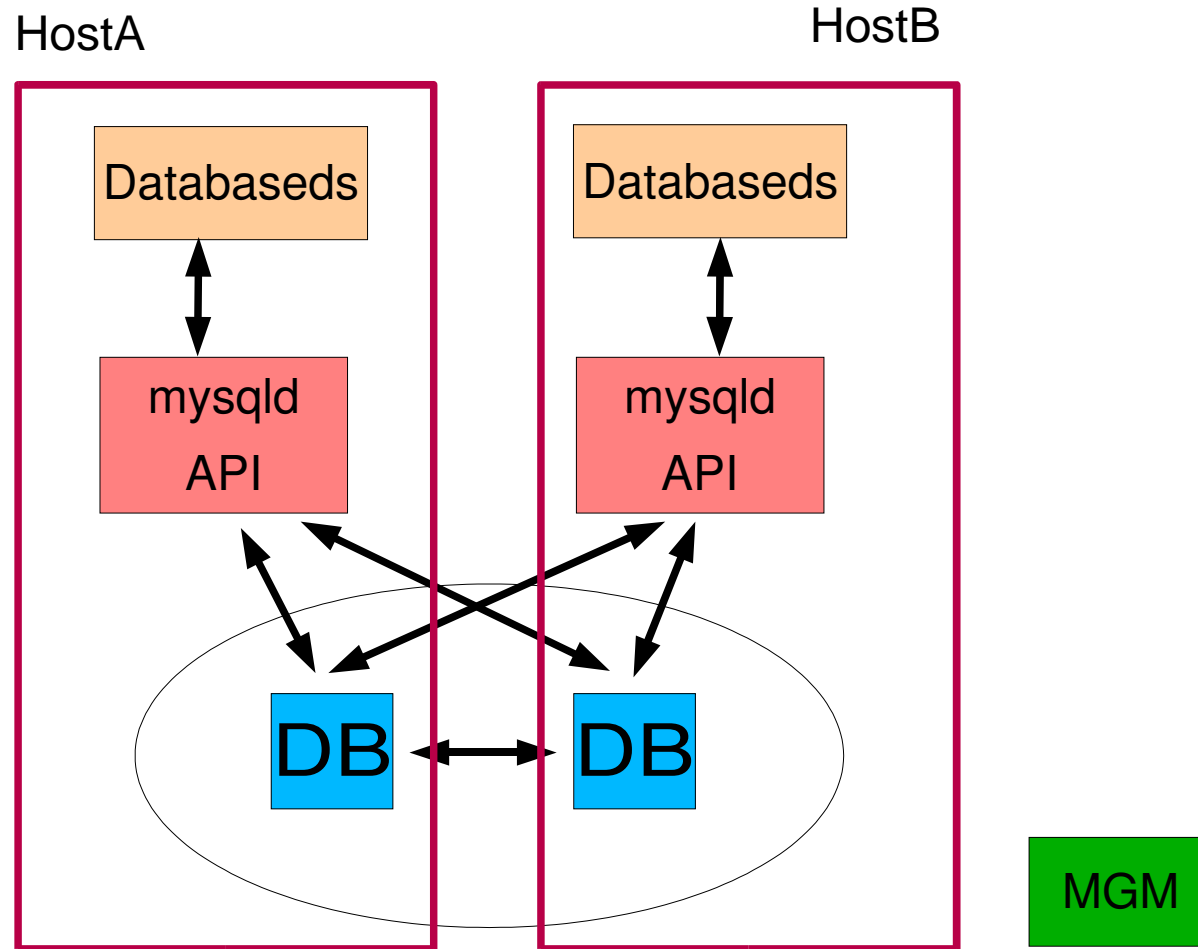 HostA
HostB
Databaseds
Databaseds
mysqld
API
mysqld
API
DB
DB
MGM